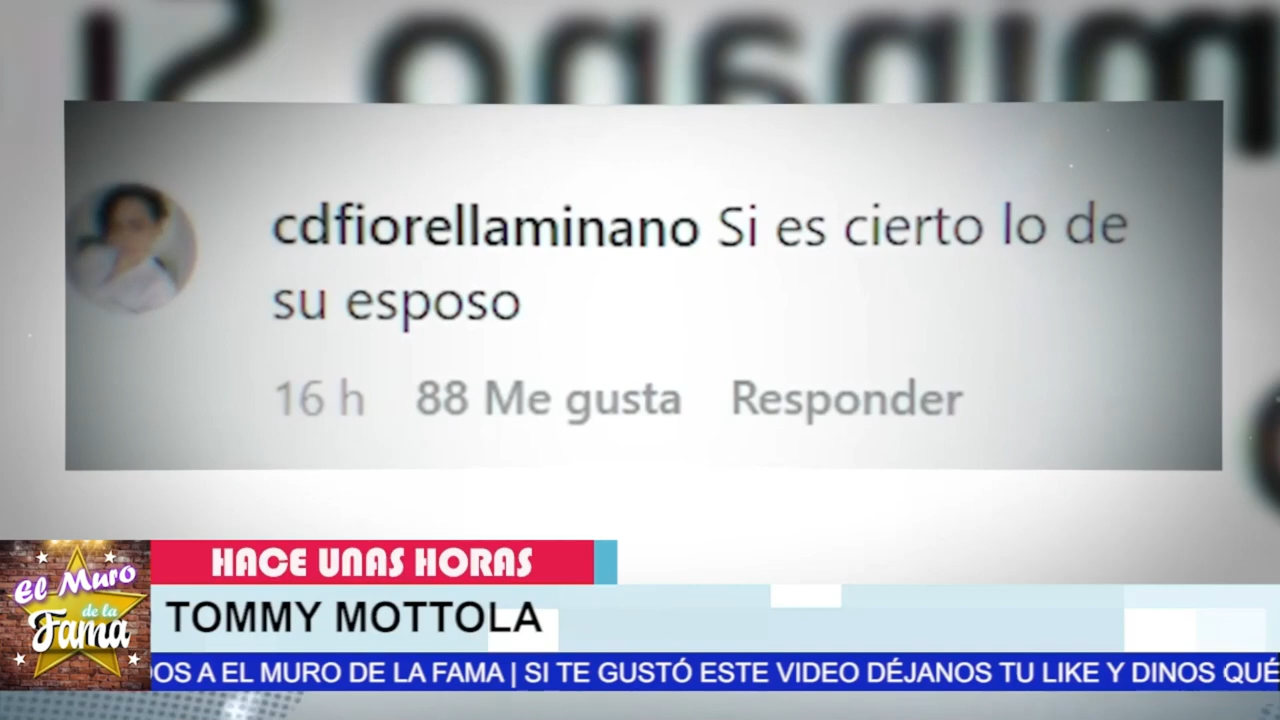 cdfiorellaminano Si es cierto lo de
su esposo
16 h 88 Me gusta Responder
HACE UNAS HORAS
El Muro
de la
Fama
TOMMY MOTTOLA
OS A EL MURO DE LA FAMA | SI TE GUSTÓ ESTE VIDEO DÉJANOS TU LIKE Y DINOS QUÉ